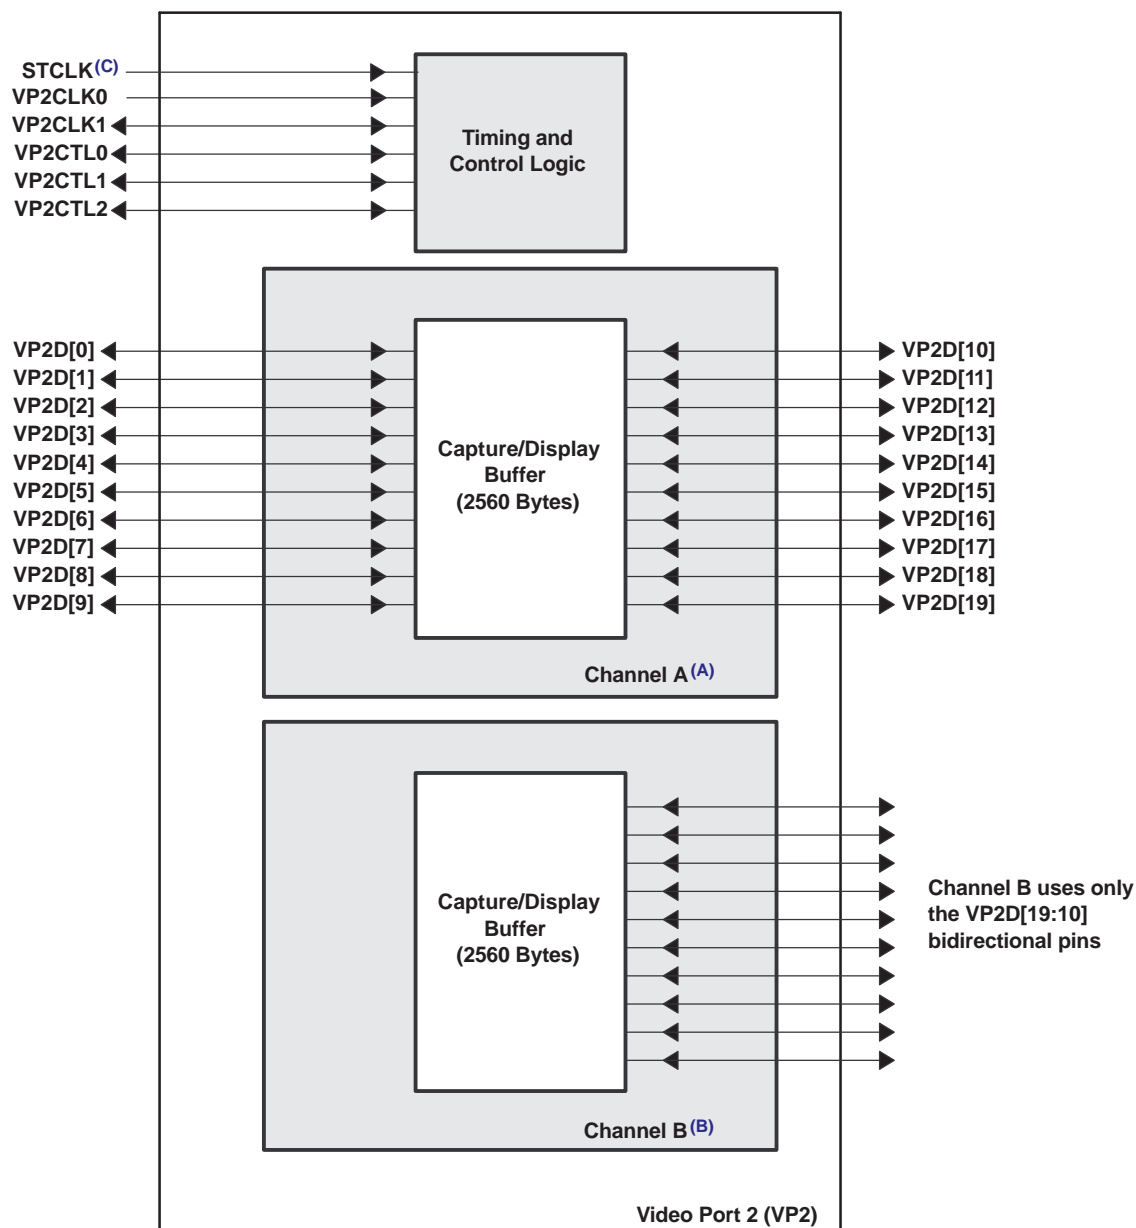 STCLK(C)
VP2CLK0
VP2CLK1
VP2CTL0
VP2CTL1
VP2CTL2
Timing and
Control Logic
VP2D[0]
VP2D[1]
VP2D[2]
VP2D[3]
VP2D[4]
VP2D[5]
VP2D[6]
VP2D[7]
VP2D[8]
VP2D[9]
Capture/Display
Buffer
(2560 Bytes)
VP2D[10]
VP2D[11]
VP2D[12]
VP2D[13]
VP2D[14]
VP2D[15]
VP2D[16]
VP2D[17]
VP2D[18]
VP2D[19]
Channel A(A)
Capture/Display
Buffer
(2560 Bytes)
Channel B uses only
the VP2D[19:10]
bidirectional pins
Channel B(B)
Video Port 2 (VP2)